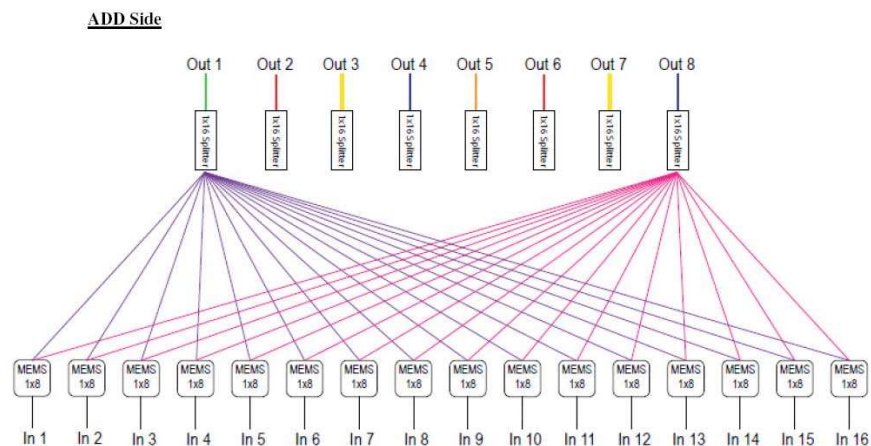 ADD Side
Out 1 Out 2 Out 3 Out 4 Out 5 Out 6 Out 7 Out 8
1x16 Splitter 1x16 Splitter 1x16 Splitter 1x16 Splitter 1x16 Splitter 1x16 Splitter 1x16 Splitter 1x16 Splitter
MEMS MEMS MEMS MEMS MEMS MEMS MEMS MEMS MEMS MEMS MEMS MEMS MEMS MEMS MEMS MEMS
1x8 1x8 1x8 1x8 1x8 1x8 1x8 1x8 1x8 1x8 1x8 1x8 1x8 1x8 1x8 1x8
In 1 In 2 In 3 In 4 In 5 In 6 In 7 In 8 In 9 In 10 In 11 In 12 In 13 In 14 In 15 In 16